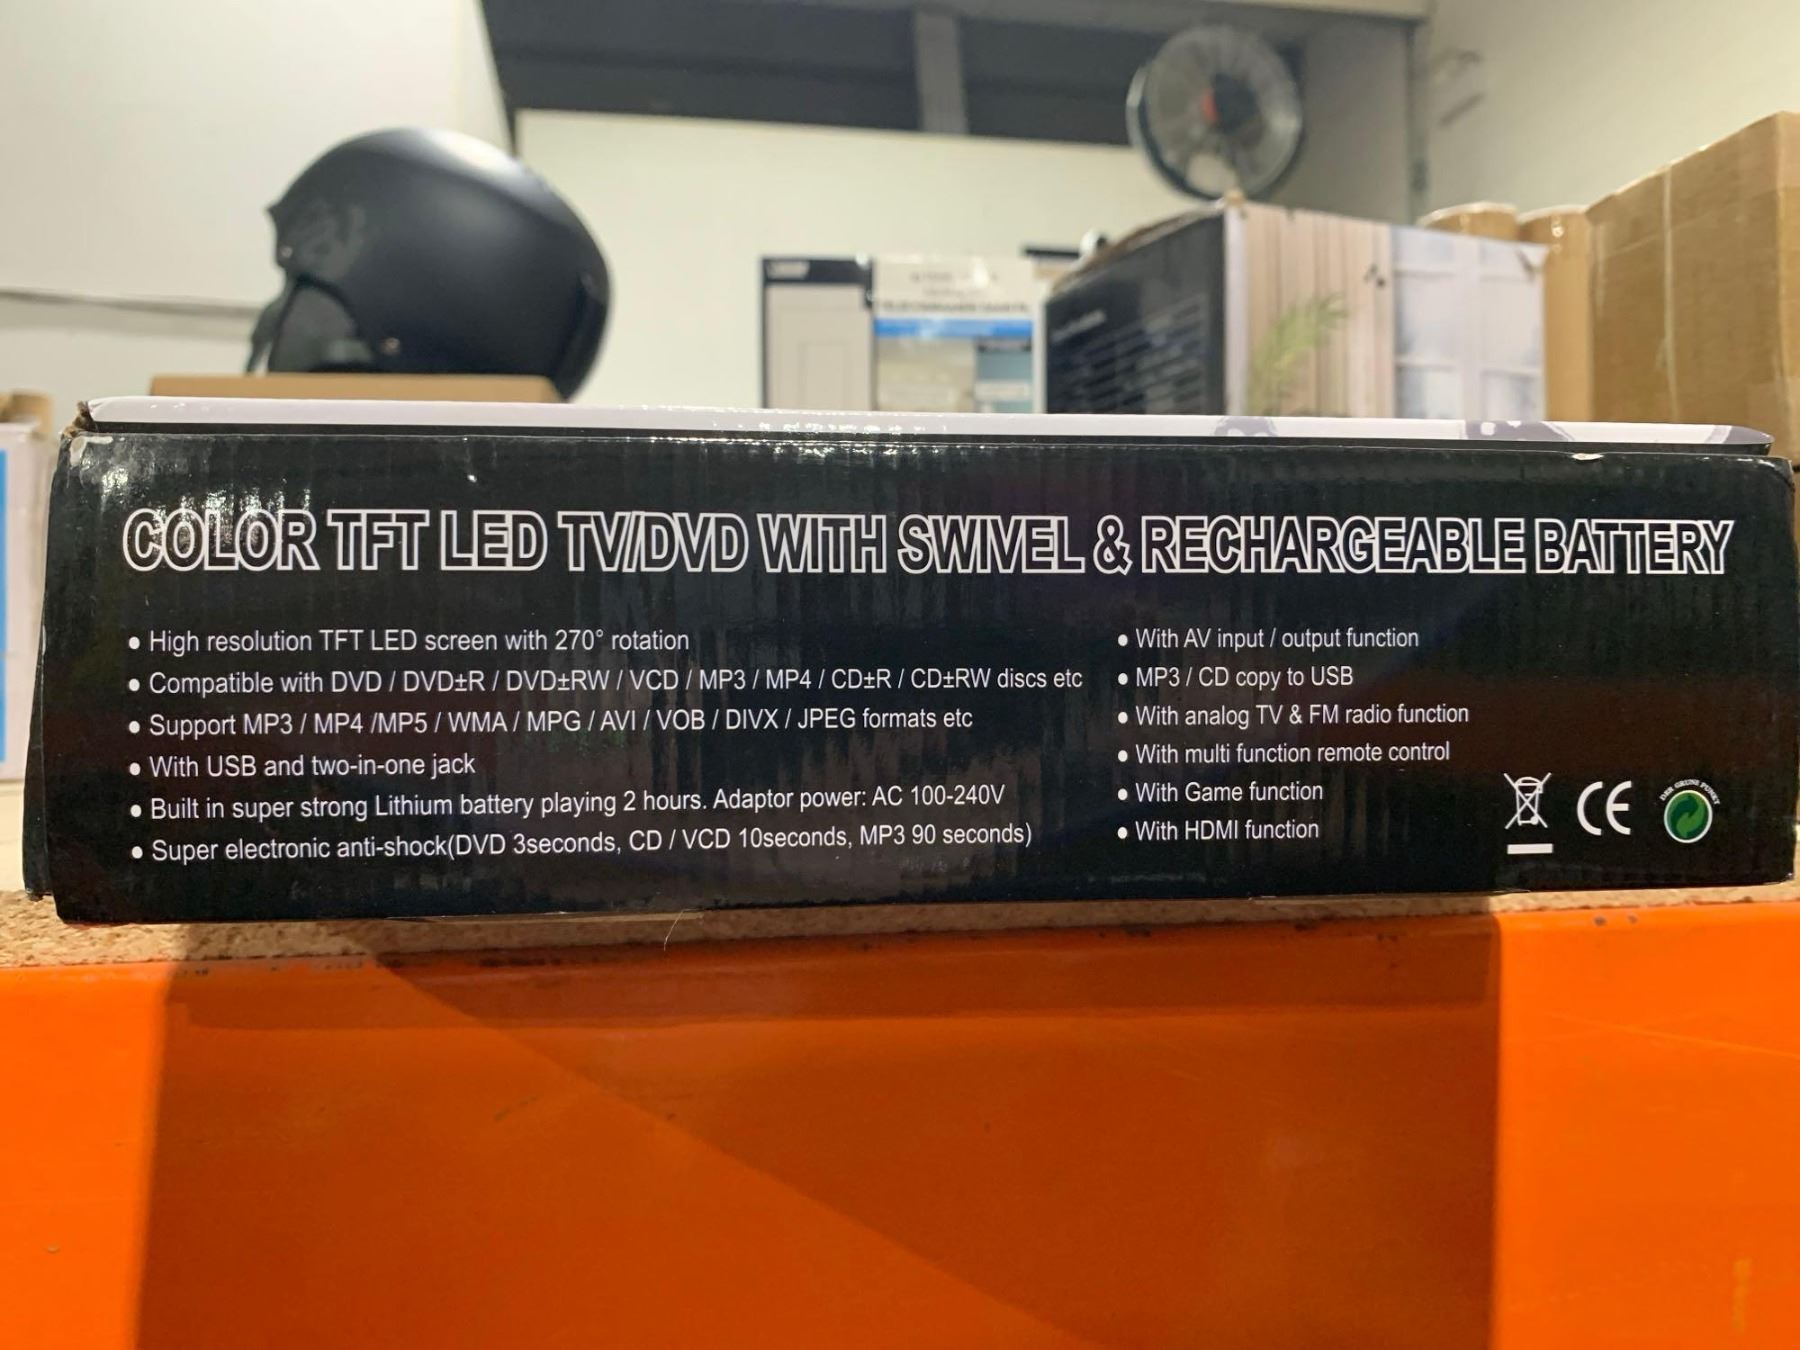 COLOR TFT LED TV/DVD WITH SWIVEL & RECHARGEABLE BATTERY
● High resolution TFT LED screen with 270° rotation
● Compatible with DVD / DVD±R / DVD±RW / VCD / MP3 / MP4 / CD±R / CD±RW discs etc
● Support MP3 / MP4 /MP5 / WMA / MPG / AVI / VOB / DIVX / JPEG formats etc
● With USB and two-in-one jack
● Built in super strong Lithium battery playing 2 hours. Adaptor power: AC 100-240V
● Super electronic anti-shock(DVD 3seconds, CD / VCD 10seconds, MP3 90 seconds)
● With AV input / output function
● MP3 / CD copy to USB
● With analog TV & FM radio function
● With multi function remote control
● With Game function
● With HDMI function
CE
DER GRÜNE PUNKT